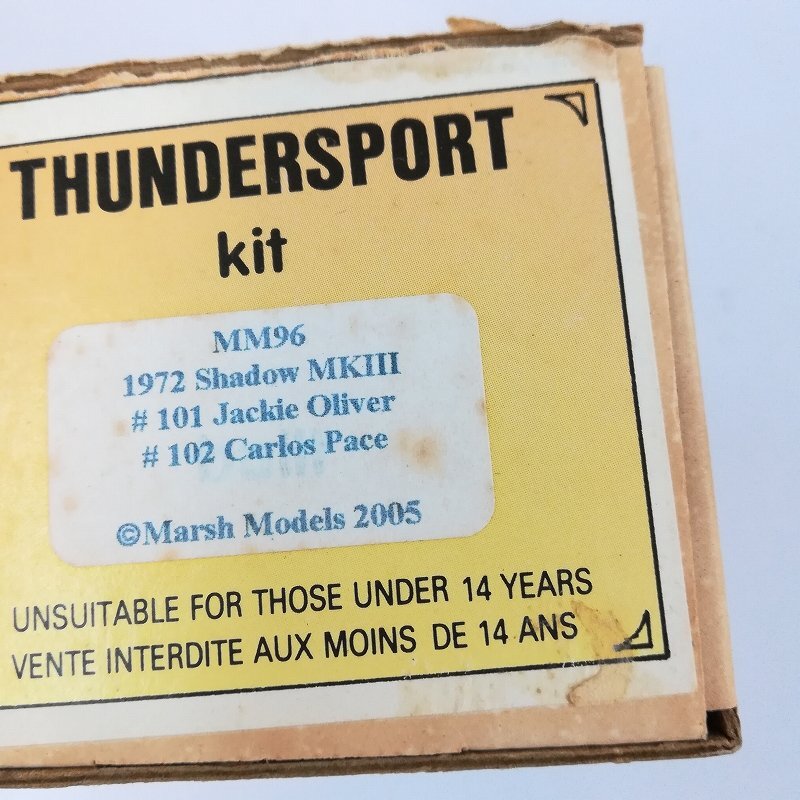 THUNDERSPORT
kit
MM96
1972 Shadow MKIII
# 101 Jackie Oliver
# 102 Carlos Pace
©Marsh Models 2005
UNSUITABLE FOR THOSE UNDER 14 YEARS
VENTE INTERDITE AUX MOINS DE 14 ANS